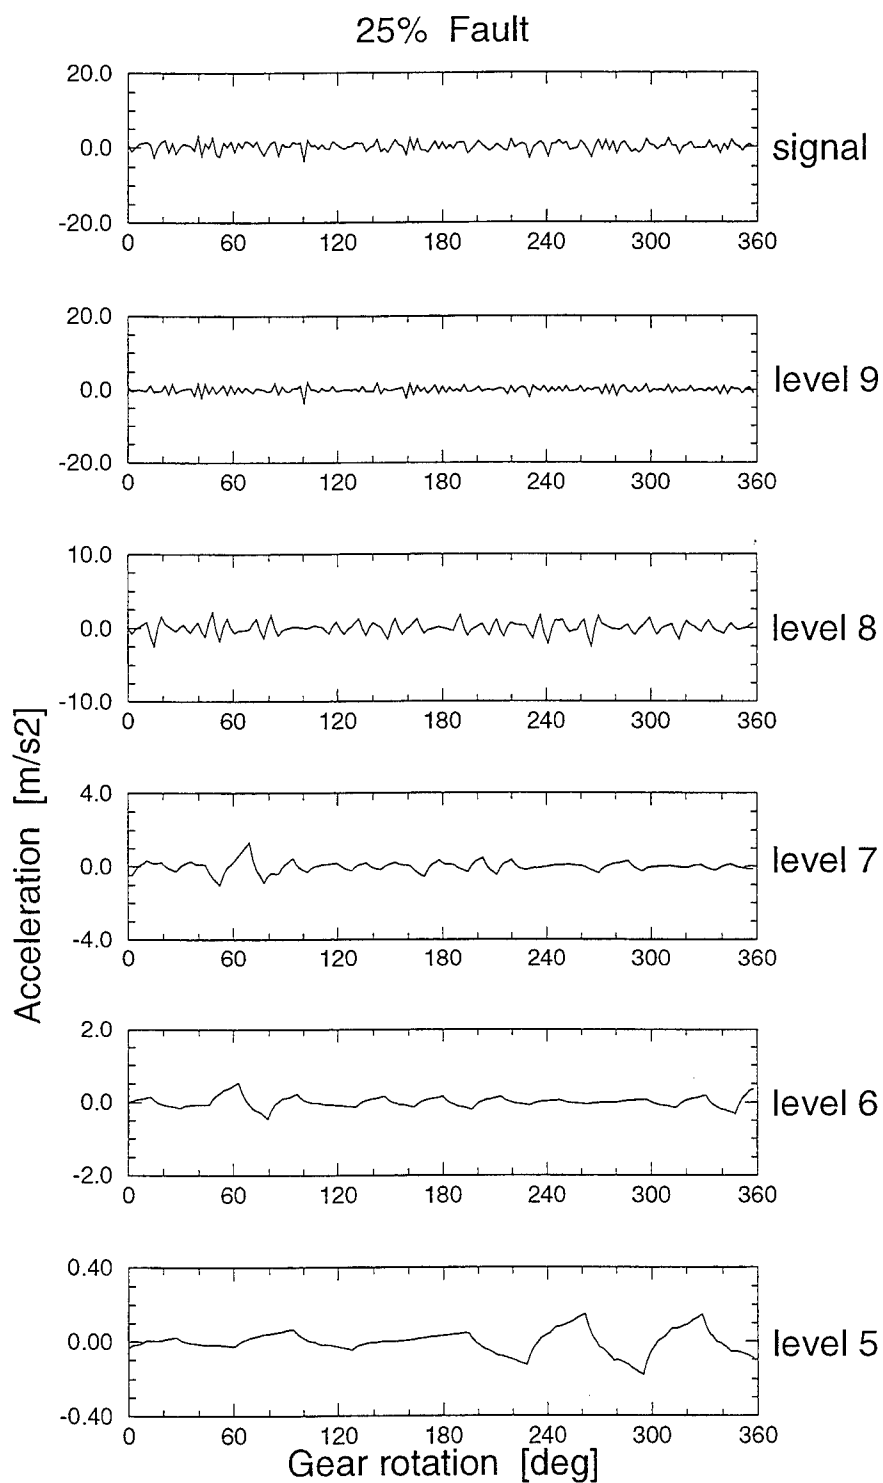 25% Fault
20.0
0.0
-20.0
0 60 120 180 240 300 360
signal
20.0
0.0
-20.0
0 60 120 180 240 300 360
level 9
10.0
0.0
-10.0
0 60 120 180 240 300 360
level 8
4.0
0.0
-4.0
0 60 120 180 240 300 360
level 7
2.0
0.0
-2.0
0 60 120 180 240 300 360
level 6
0.40
0.00
-0.40
0 60 120 180 240 300 360
level 5
Acceleration [m/s2]
Gear rotation [deg]